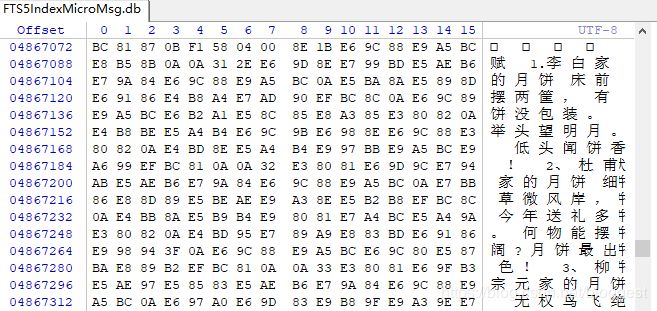 FTS5IndexMicroMsg.db
Offset 0 1 2 3 4 5 6 7 8 9 10 11 12 13 14 15 UTF-8
04867072 BC 81 87 0B F1 58 04 00 8E 1B E6 9C 88 E9 A5 BC □ □ □ □
04867088 E8 B5 8B 0A 0A 31 2E E6 9D 8E E7 99 BD E5 AE B6 赋 1.李白家
04867104 E7 9A 84 E6 9C 88 E9 A5 BC 0A E5 BA 8A E5 89 8D 的月饼 床前
04867120 E6 91 86 E4 B8 A4 E7 AD 90 EF BC 8C 0A E6 9C 89 摆两筐， 有
04867136 E9 A5 BC E6 B2 A1 E5 8C 85 E8 A3 85 E3 80 82 0A 饼没包装。
04867152 E4 B8 BE E5 A4 B4 E6 9C 9B E6 98 8E E6 9C 88 E3 举头望明月。
04867168 80 82 0A E4 BD 8E E5 A4 B4 E9 97 BB E9 A5 BC E9 低头闻饼香
04867184 A6 99 EF BC 81 0A 0A 32 E3 80 81 E6 9D 9C E7 94 ！ 2、杜甫
04867200 AB E5 AE B6 E7 9A 84 E6 9C 88 E9 A5 BC 0A E7 BB 家的月饼 细
04867216 86 E8 8D 89 E5 BE AE E9 A3 8E E5 B2 B8 EF BC 8C 草微风岸，
04867232 0A E4 BB 8A E5 B9 B4 E9 80 81 E7 A4 BC E5 A4 9A 今年送礼多
04867248 E3 80 82 0A E4 BD 95 E7 89 A9 E8 83 BD E6 91 86 。何物能摆
04867264 E9 98 94 3F 0A E6 9C 88 E9 A5 BC E6 9C 80 E5 87 阔?月饼最出
04867280 BA E8 89 B2 EF BC 81 0A 0A 33 E3 80 81 E6 9F B3 色！ 3、柳
04867296 E5 AE 97 E5 85 83 E5 AE B6 E7 9A 84 E6 9C 88 E9 宗元家的月饼
04867312 A5 BC 0A E6 97 A0 E6 9D 83 E9 B8 9F E9 A3 9E E7 无权鸟飞绝